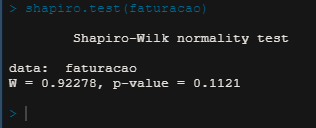 > shapiro.test(faturacao)
Shapiro-Wilk normality test
data:  faturacao
W = 0.92278, p-value = 0.1121
>